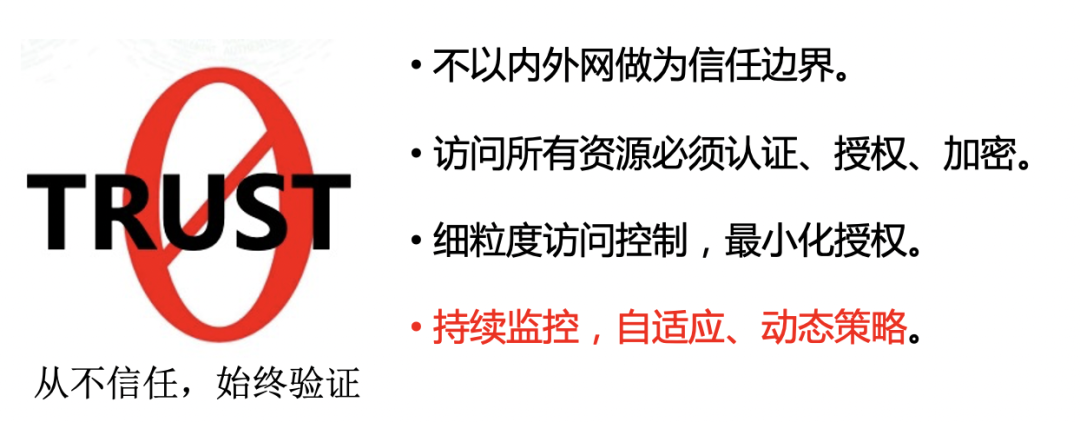 TRUST
从不信任，始终验证
• 不以内外网做为信任边界。
• 访问所有资源必须认证、授权、加密。
• 细粒度访问控制，最小化授权。
• 持续监控，自适应、动态策略。